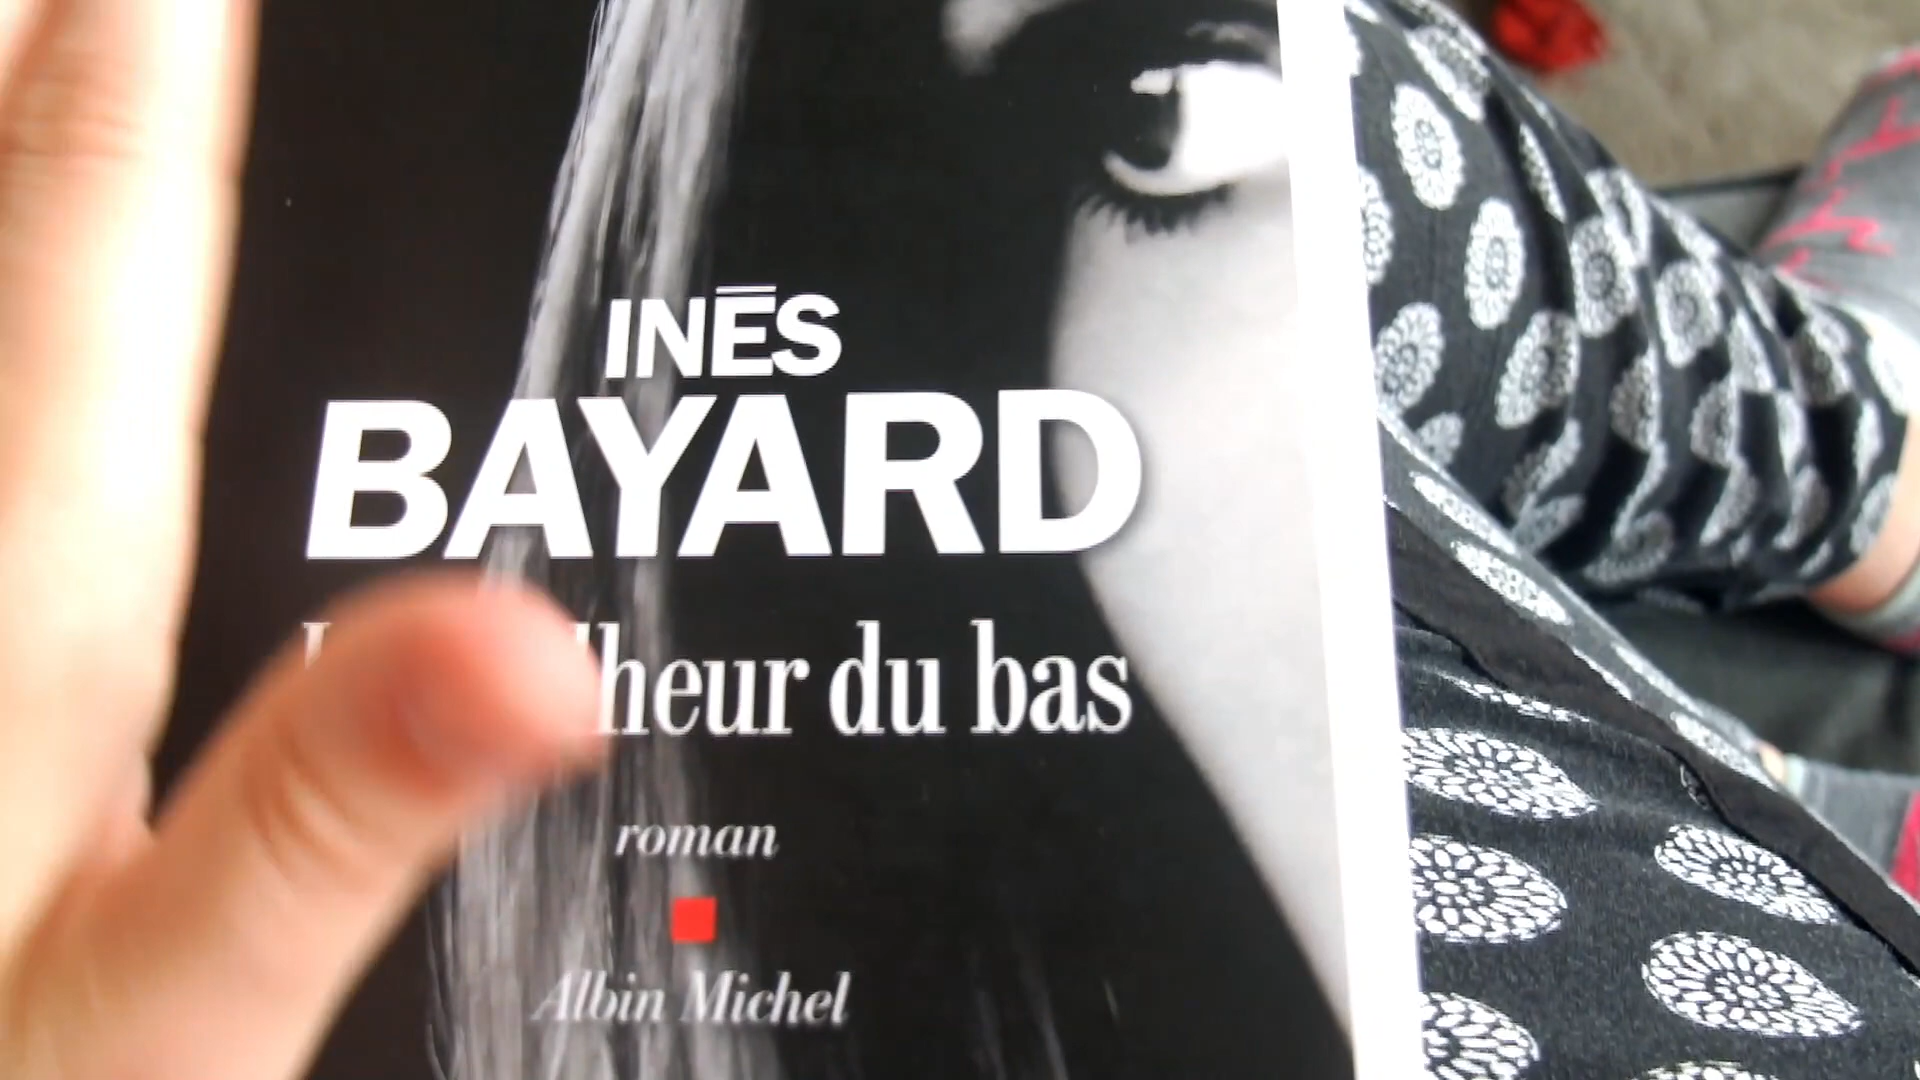 INÈS
BAYARD
heur du bas
roman
Albin Michel